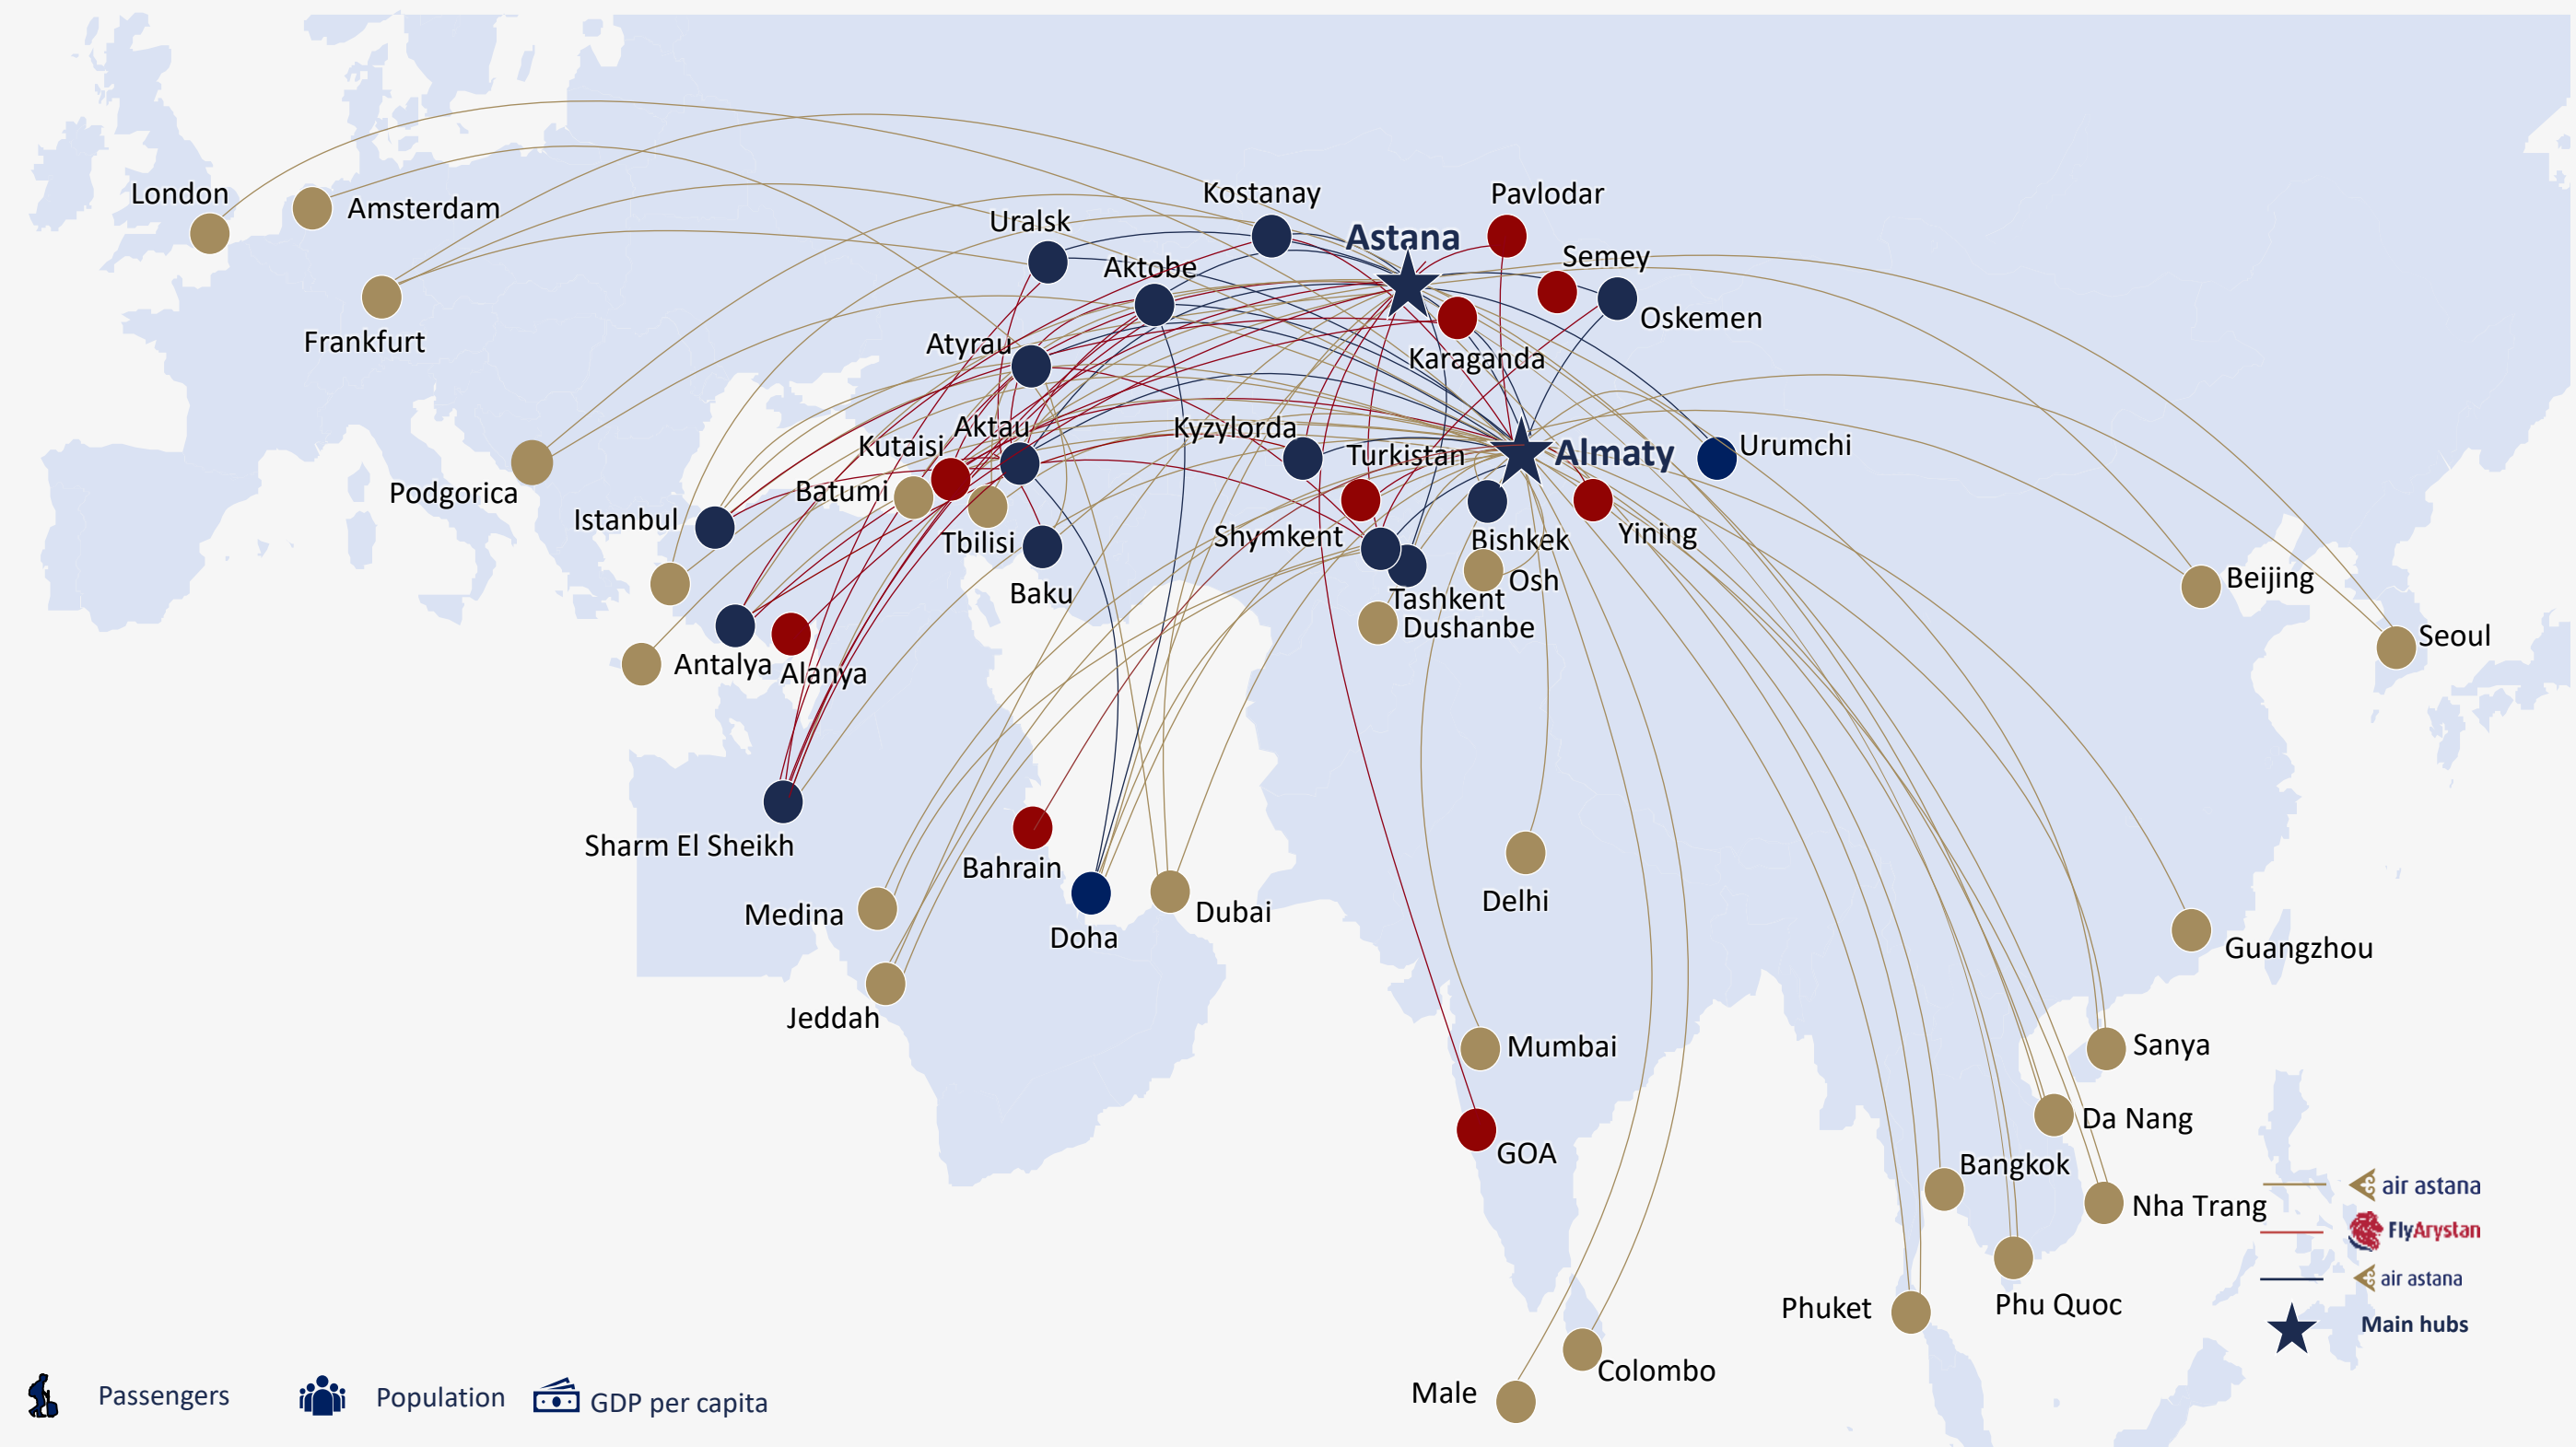 London
Amsterdam
Kostanay
Pavlodar
Uralsk
Astana
Semey
Aktobe
Oskemen
Frankfurt
Atyrau
Karaganda
Kutaisi
Aktau
Kyzylorda
Turkistan
Almaty
Urumchi
Podgorica
Batumi
Istanbul
Tbilisi
Shymkent
Bishkek
Yining
Baku
Osh
Tashkent
Beijing
Dushanbe
Seoul
Antalya
Alanya
Sharm El Sheikh
Bahrain
Medina
Doha
Dubai
Delhi
Guangzhou
Jeddah
Mumbai
Sanya
Da Nang
GOA
Bangkok
Nha Trang
air astana
FlyArystan
air astana
Main hubs
Phuket
Phu Quoc
Colombo
Male
Passengers
Population
GDP per capita